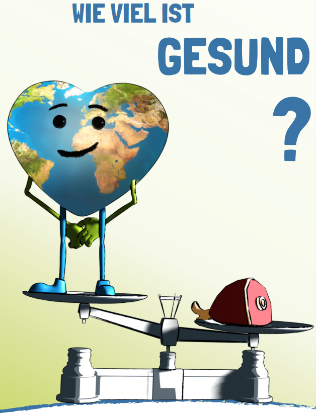 WIE VIEL IST
GESUND
?